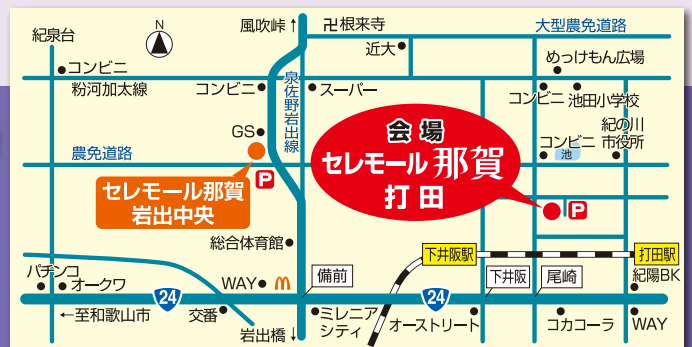 N
風吹峠↑
卍根来寺
大型農免道路
紀泉台
近大
めっけもん広場
コンビニ
粉河加太線
コンビニ
泉佐野岩出線
スーパー
コンビニ
池田小学校
GS
会場
セレモール那賀
打田
コンビニ
池
紀の川
市役所
農免道路
P
セレモール那賀
岩出中央
P
総合体育館
下井阪駅
打田駅
パチンコ
オークワ
WAY
m
備前
下井阪
尾崎
紀陽BK
24
24
←至和歌山市
交番
岩出橋↓
ミレニア
シティ
オーストリート
コカコーラ
WAY